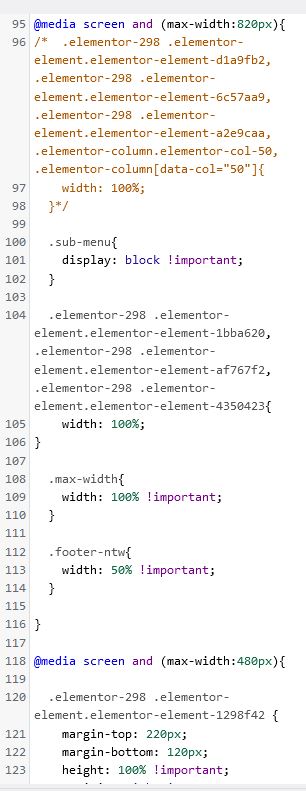 95 @media screen and (max-width:820px){
96 /*  .elementor-298 .elementor-
element.elementor-element-d1a9fb2,
.elementor-298 .elementor-
element.elementor-element-6c57aa9,
.elementor-298 .elementor-
element.elementor-element-a2e9caa,
.elementor-column.elementor-col-50,
.elementor-column[data-col="50"]{
97     width: 100%;
98   }*/
99
100   .sub-menu{
101     display: block !important;
102   }
103
104   .elementor-298 .elementor-
element.elementor-element-1bba620,
.elementor-298 .elementor-
element.elementor-element-af767f2,
.elementor-298 .elementor-
element.elementor-element-4350423{
105     width: 100%;
106 }
107
108   .max-width{
109     width: 100% !important;
110   }
111
112   .footer-ntw{
113     width: 50% !important;
114   }
115
116 }
117
118 @media screen and (max-width:480px){
119
120   .elementor-298 .elementor-
element.elementor-element-1298f42 {
121     margin-top: 220px;
122     margin-bottom: 120px;
123     height: 100% !important;